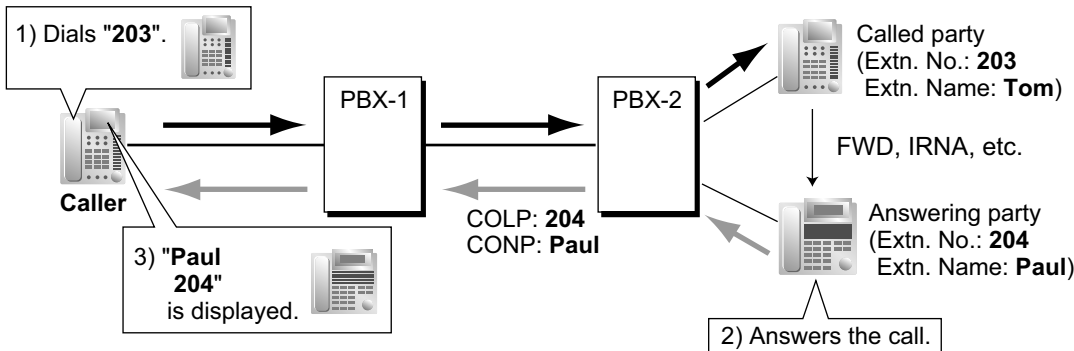 1) Dials "203".
Caller
PBX-1
PBX-2
Called party
(Extn. No.: 203
Extn. Name: Tom)
FWD, IRNA, etc.
COLP: 204
CONP: Paul
Answering party
(Extn. No.: 204
Extn. Name: Paul)
2) Answers the call.
3) "Paul
204"
is displayed.